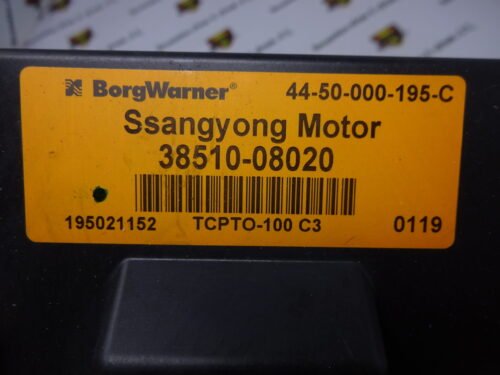 BorgWarner® 44-50-000-195-C
Ssangyong Motor
38510-08020
195021152 TCPTO-100 C3 0119